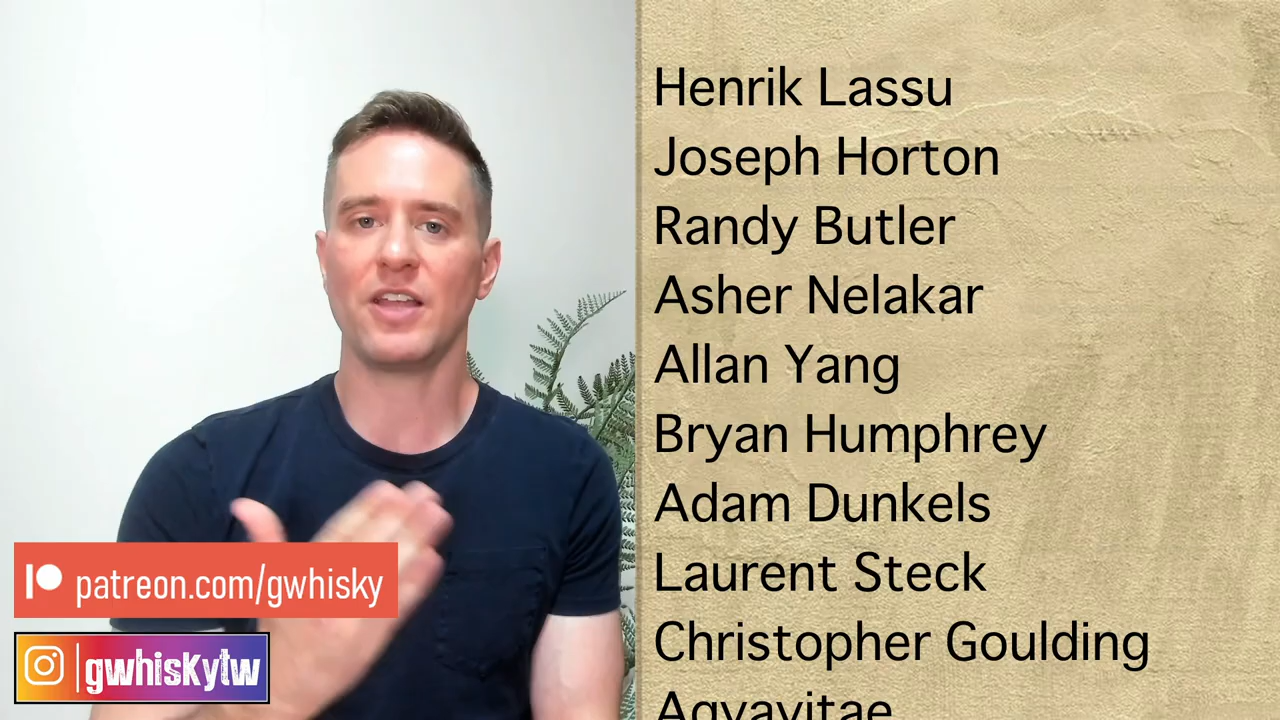 Henrik Lassu
Joseph Horton
Randy Butler
Asher Nelakar
Allan Yang
Bryan Humphrey
Adam Dunkels
Laurent Steck
Christopher Goulding
Aqvavitae
patreon.com/gwhisky
gwhiskytw